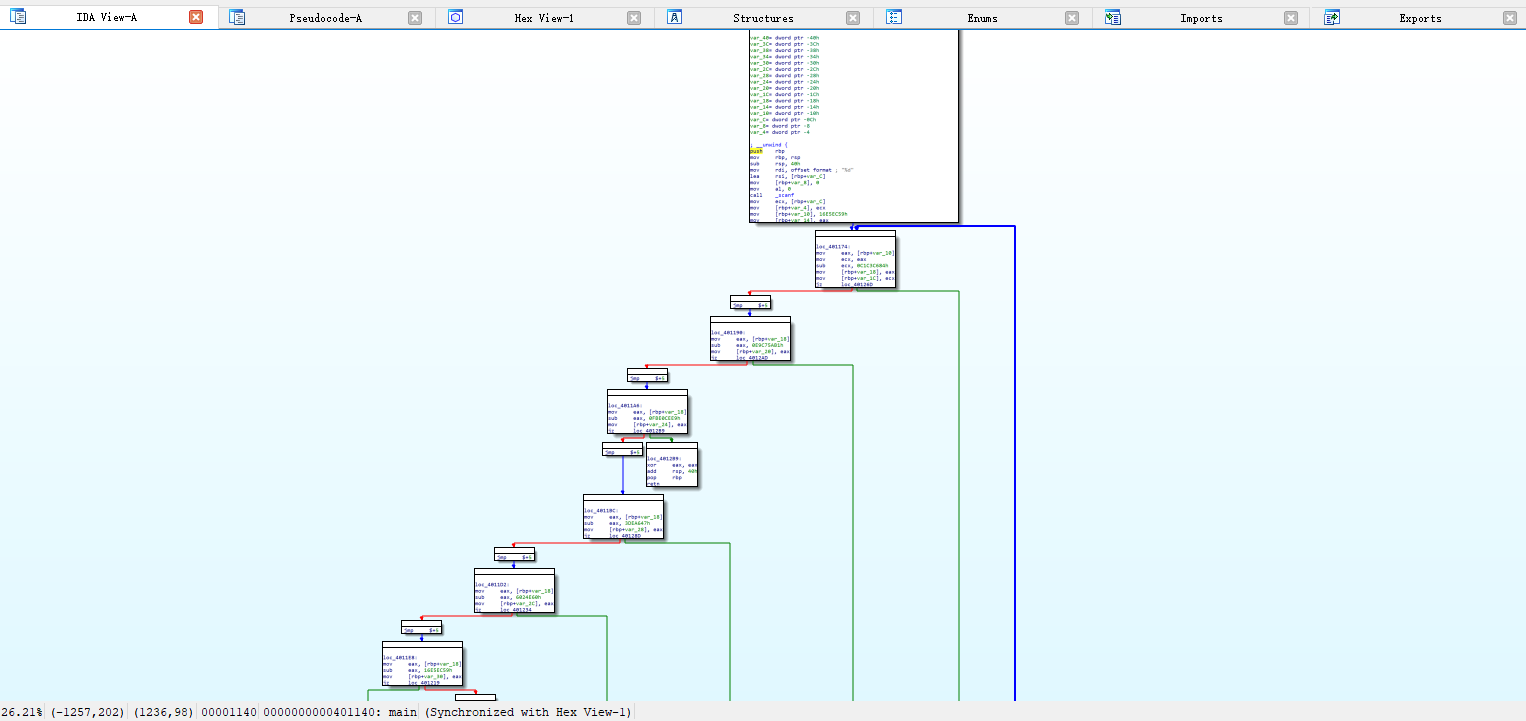 IDA View-A
Pseudocode-A
Hex View-1
Structures
Enums
Imports
Exports
var_40= dword ptr -40h
var_3C= dword ptr -3Ch
var_38= dword ptr -38h
var_34= dword ptr -34h
var_30= dword ptr -30h
var_2C= dword ptr -2Ch
var_28= dword ptr -28h
var_24= dword ptr -24h
var_20= dword ptr -20h
var_1C= dword ptr -1Ch
var_18= dword ptr -18h
var_14= dword ptr -14h
var_10= dword ptr -10h
var_C= dword ptr -0Ch
var_8= dword ptr -8
var_4= dword ptr -4
; __unwind {
push rbp
mov rbp, rsp
sub rsp, 40h
mov rdi, offset format ; "%d"
lea rsi, [rbp+var_C]
mov [rbp+var_8], 0
mov al, 0
call _scanf
mov ecx, [rbp+var_C]
mov [rbp+var_4], ecx
mov [rbp+var_10], 16E5EC59h
mov [rbp+var_14], eax
loc_401174:
mov eax, [rbp+var_10]
mov ecx, eax
sub ecx, 0C1C3C6B4h
mov [rbp+var_18], eax
mov [rbp+var_1C], ecx
jz loc_40126D
jmp $+5
loc_401190:
mov eax, [rbp+var_18]
sub eax, 0E9C75AB1h
mov [rbp+var_20], eax
jz loc_4012AD
jmp $+5
loc_4011A6:
mov eax, [rbp+var_18]
sub eax, 0FBE0CEE9h
mov [rbp+var_24], eax
jz loc_4012B9
jmp $+5
loc_4012B9:
xor eax, eax
add rsp, 40h
pop rbp
retn
loc_4011BC:
mov eax, [rbp+var_18]
sub eax, 3DEA647h
mov [rbp+var_28], eax
jz loc_40128D
jmp $+5
loc_4011D2:
mov eax, [rbp+var_18]
sub eax, 6024E60h
mov [rbp+var_2C], eax
jz loc_401234
jmp $+5
loc_4011E8:
mov eax, [rbp+var_18]
sub eax, 16E5EC59h
mov [rbp+var_30], eax
jz loc_401219
26.21% (-1257,202) (1236,98) 00001140 0000000000401140: main (Synchronized with Hex View-1)